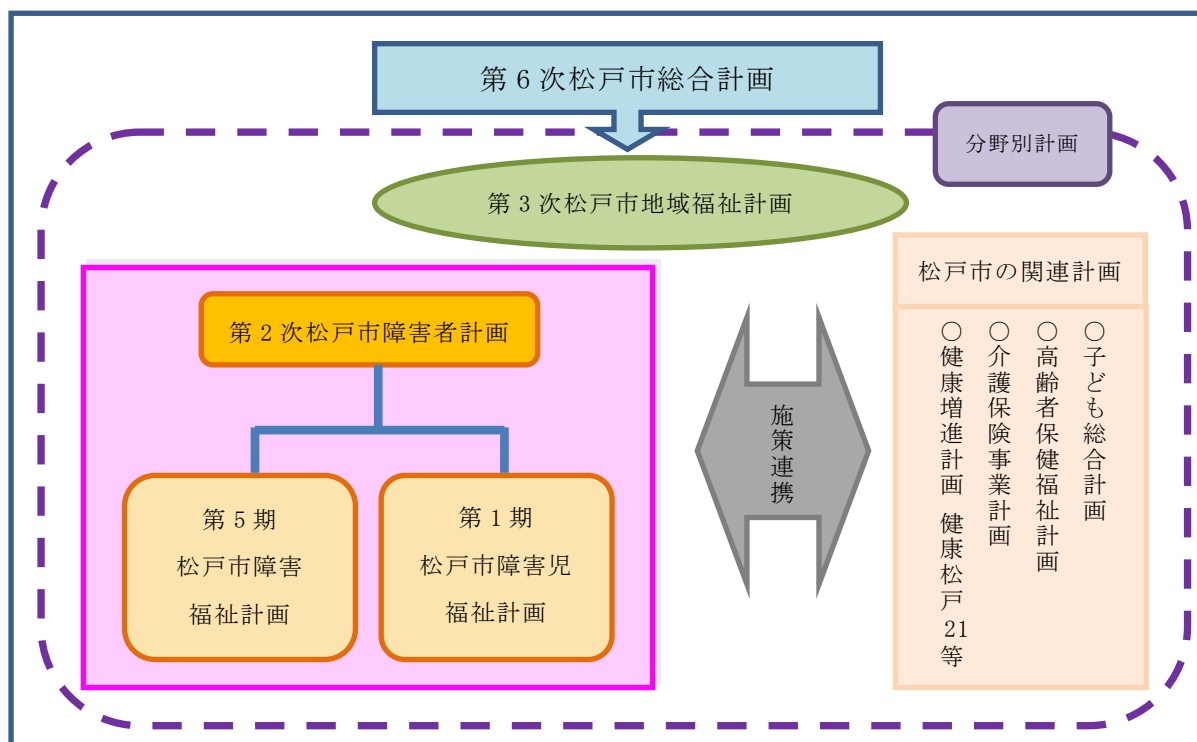 第6次松戸市総合計画
分野別計画
第3次松戸市地域福祉計画
第2次松戸市障害者計画
第5期
松戸市障害
福祉計画
第1期
松戸市障害児
福祉計画
施策連携
松戸市の関連計画
○子ども総合計画
○高齢者保健福祉計画
○介護保険事業計画
○健康増進計画 健康松戸21等